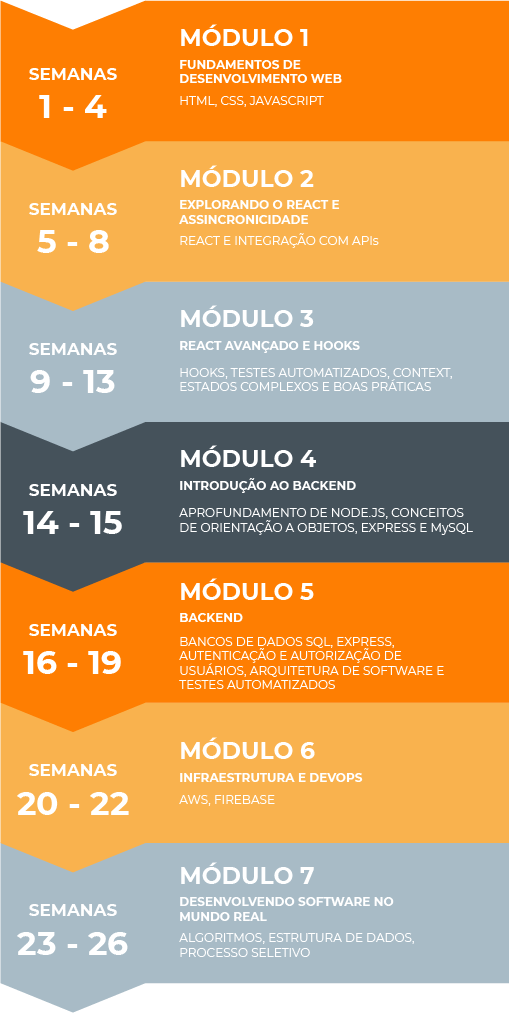 SEMANAS
1 - 4
MÓDULO 1
FUNDAMENTOS DE
DESENVOLVIMENTO WEB
HTML, CSS, JAVASCRIPT
SEMANAS
5 - 8
MÓDULO 2
EXPLORANDO O REACT E
ASSINCRONICIDADE
REACT E INTEGRAÇÃO COM APIs
SEMANAS
9 - 13
MÓDULO 3
REACT AVANÇADO E HOOKS
HOOKS, TESTES AUTOMATIZADOS, CONTEXT,
ESTADOS COMPLEXOS E BOAS PRÁTICAS
SEMANAS
14 - 15
MÓDULO 4
INTRODUÇÃO AO BACKEND
APROFUNDAMENTO DE NODE.JS, CONCEITOS
DE ORIENTAÇÃO A OBJETOS, EXPRESS E MySQL
SEMANAS
16 - 19
MÓDULO 5
BACKEND
BANCOS DE DADOS SQL, EXPRESS,
AUTENTICAÇÃO E AUTORIZAÇÃO DE
USUÁRIOS, ARQUITETURA DE SOFTWARE E
TESTES AUTOMATIZADOS
SEMANAS
20 - 22
MÓDULO 6
INFRAESTRUTURA E DEVOPS
AWS, FIREBASE
SEMANAS
23 - 26
MÓDULO 7
DESENVOLVENDO SOFTWARE NO
MUNDO REAL
ALGORITMOS, ESTRUTURA DE DADOS,
PROCESSO SELETIVO